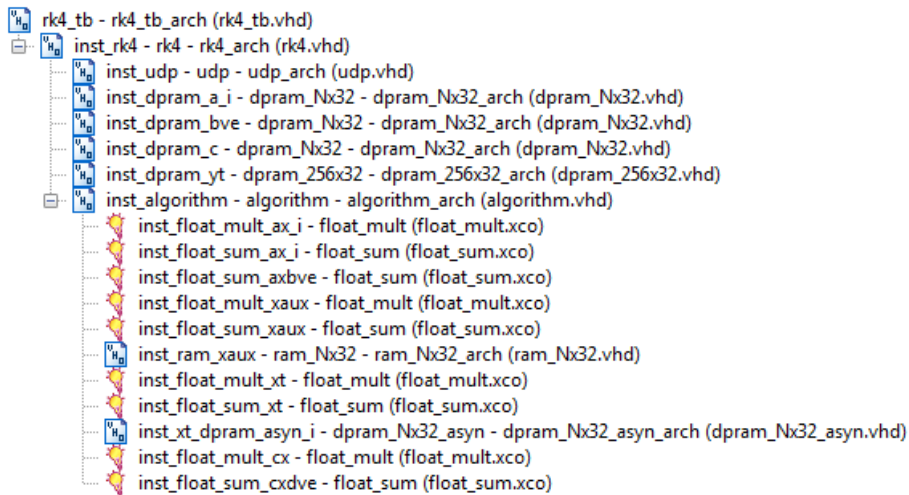 rk4_tb - rk4_tb_arch (rk4_tb.vhd)
inst_rk4 - rk4 - rk4_arch (rk4.vhd)
inst_udp - udp - udp_arch (udp.vhd)
inst_dpram_a_i - dpram_Nx32 - dpram_Nx32_arch (dpram_Nx32.vhd)
inst_dpram_bve - dpram_Nx32 - dpram_Nx32_arch (dpram_Nx32.vhd)
inst_dpram_c - dpram_Nx32 - dpram_Nx32_arch (dpram_Nx32.vhd)
inst_dpram_yt - dpram_256x32 - dpram_256x32_arch (dpram_256x32.vhd)
inst_algorithm - algorithm - algorithm_arch (algorithm.vhd)
inst_float_mult_ax_i - float_mult (float_mult.xco)
inst_float_sum_ax_i - float_sum (float_sum.xco)
inst_float_sum_axbve - float_sum (float_sum.xco)
inst_float_mult_xaux - float_mult (float_mult.xco)
inst_float_sum_xaux - float_sum (float_sum.xco)
inst_ram_xaux - ram_Nx32 - ram_Nx32_arch (ram_Nx32.vhd)
inst_float_mult_xt - float_mult (float_mult.xco)
inst_float_sum_xt - float_sum (float_sum.xco)
inst_xt_dpram_asyn_i - dpram_Nx32_asyn - dpram_Nx32_asyn_arch (dpram_Nx32_asyn.vhd)
inst_float_mult_cx - float_mult (float_mult.xco)
inst_float_sum_cxdve - float_sum (float_sum.xco)